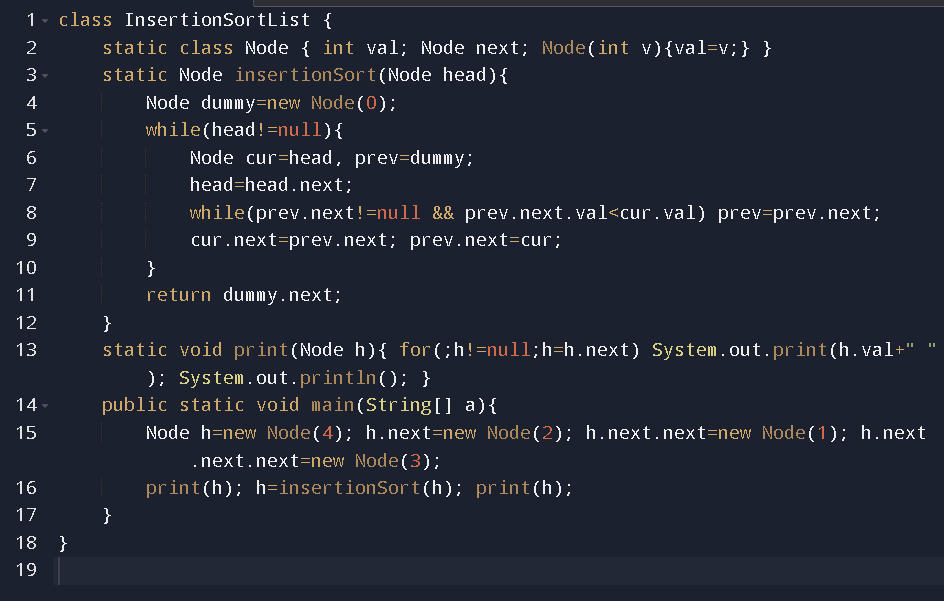 1 class InsertionSortList {
2 static class Node { int val; Node next; Node(int v){val=v;} }
3 static Node insertionSort(Node head){
4 Node dummy=new Node(0);
5 while(head!=null){
6 Node cur=head, prev=dummy;
7 head=head.next;
8 while(prev.next!=null && prev.next.val<cur.val) prev=prev.next;
9 cur.next=prev.next; prev.next=cur;
10 }
11 return dummy.next;
12 }
13 static void print(Node h){ for(;h!=null;h=h.next) System.out.print(h.val+" "
); System.out.println(); }
14 public static void main(String[] a){
15 Node h=new Node(4); h.next=new Node(2); h.next.next=new Node(1); h.next
.next.next=new Node(3);
16 print(h); h=insertionSort(h); print(h);
17 }
18 }
19